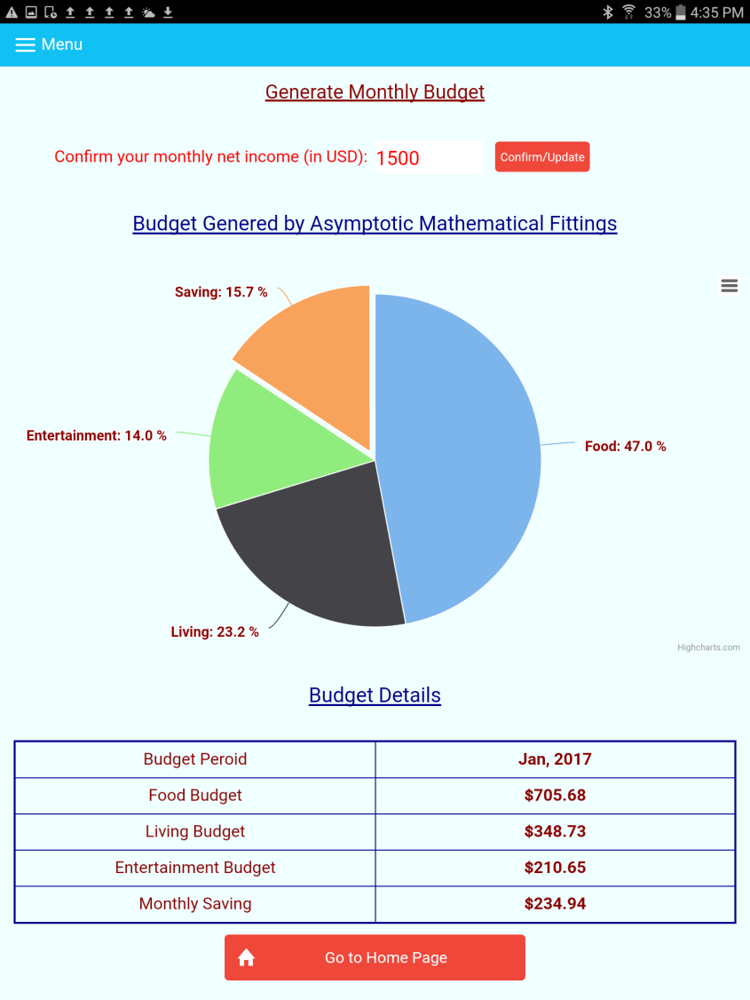 33% 4:35 PM
Menu
Generate Monthly Budget
Confirm your monthly net income (in USD): 1500 Confirm/Update
Budget Genered by Asymptotic Mathematical Fittings
Saving: 15.7 %
Entertainment: 14.0 %
Food: 47.0 %
Living: 23.2 %
Highcharts.com
Budget Details
Budget Peroid Jan, 2017
Food Budget $705.68
Living Budget $348.73
Entertainment Budget $210.65
Monthly Saving $234.94
Go to Home Page